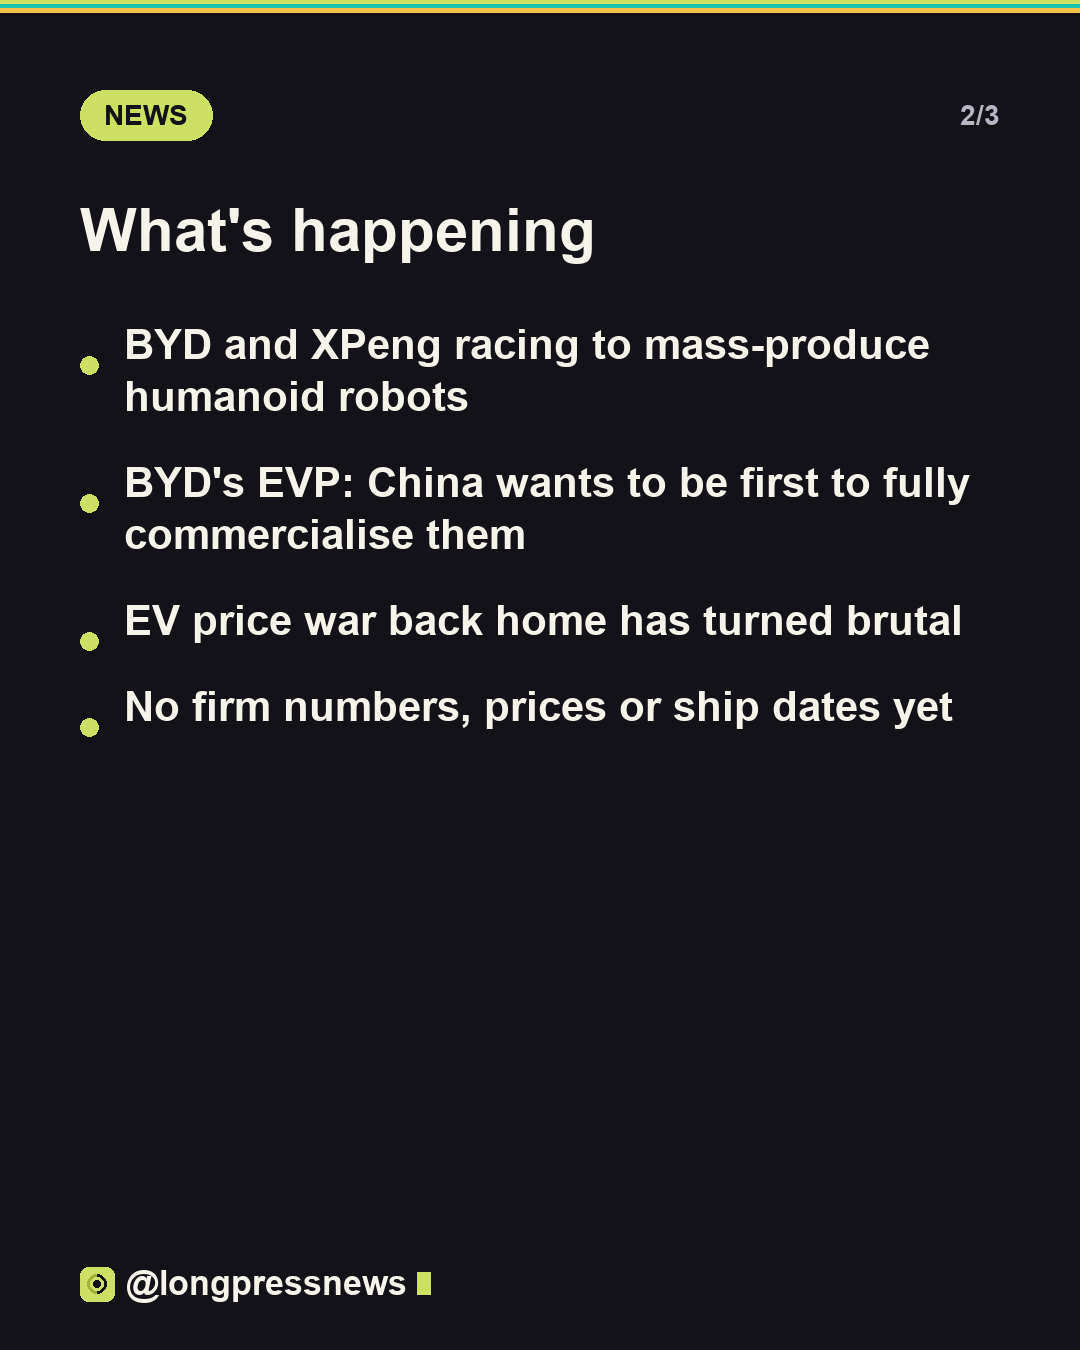 NEWS
2/3
What's happening
BYD and XPeng racing to mass-produce
humanoid robots
BYD's EVP: China wants to be first to fully
commercialise them
EV price war back home has turned brutal
No firm numbers, prices or ship dates yet
@longpressnews